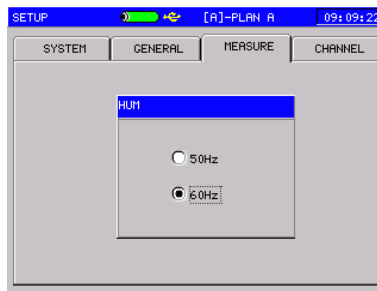 SETUP [A]-PLAN A 09:09:22
SYSTEM GENERAL MEASURE CHANNEL
HUM
50Hz
60Hz